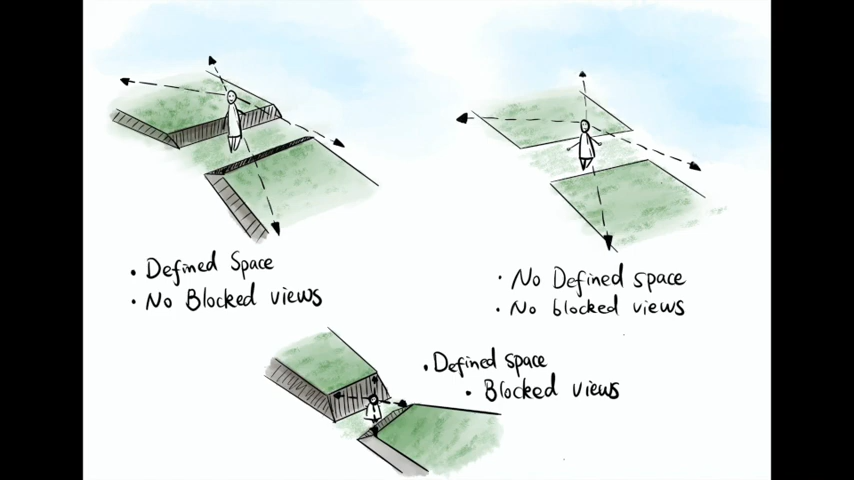 • Defined Space
• No Blocked views
• No Defined space
• No blocked views
• Defined space
• Blocked views